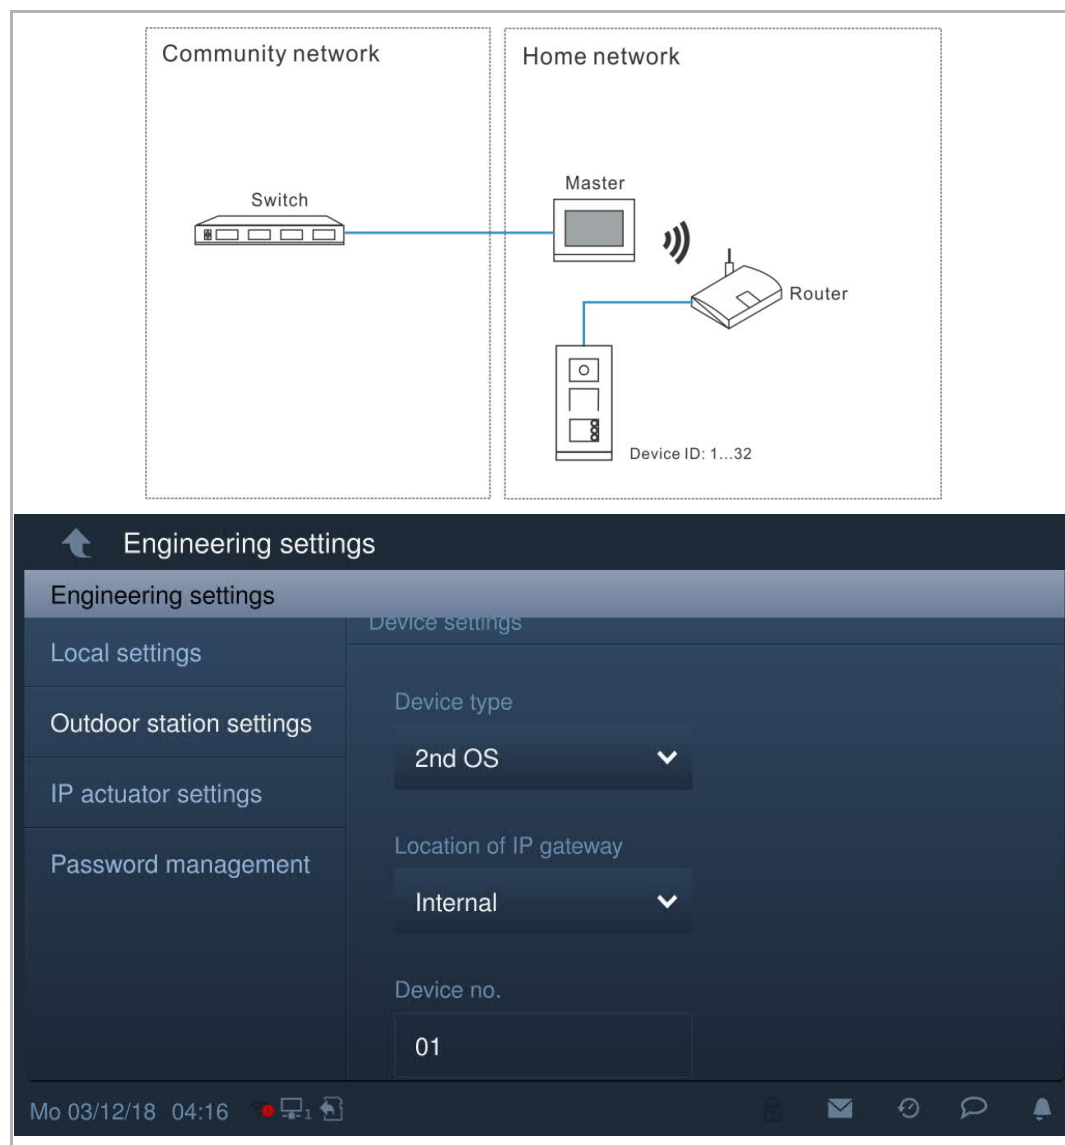 Community network
Home network
Switch
Master
Router
Device ID: 1...32
Engineering settings
Engineering settings
Device settings
Local settings
Outdoor station settings
IP actuator settings
Password management
Device type
2nd OS
Location of IP gateway
Internal
Device no.
01
Mo 03/12/18 04:16
1